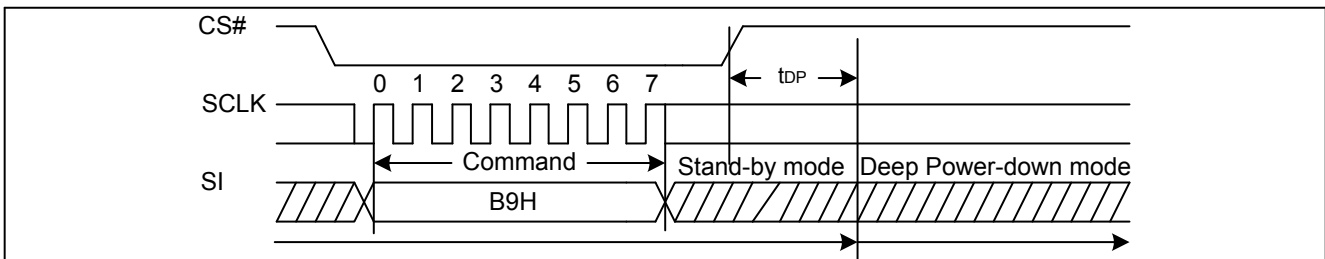 CS#
tDP
0 1 2 3 4 5 6 7
SCLK
Command
Stand-by mode
Deep Power-down mode
SI
B9H